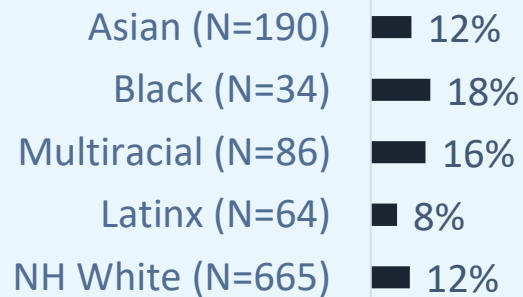 Asian (N=190) 12%
Black (N=34) 18%
Multiracial (N=86) 16%
Latinx (N=64) 8%
NH White (N=665) 12%